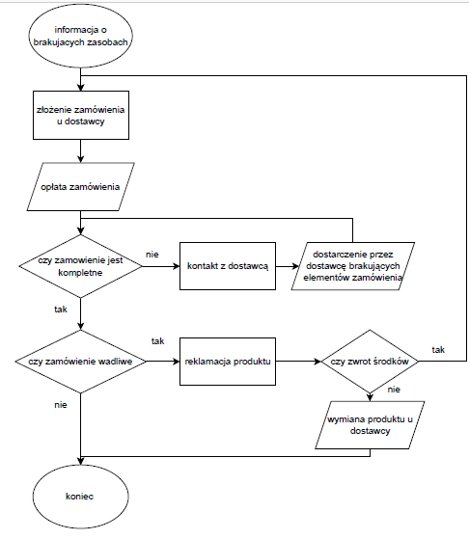 informacja o
brakujacych zasobach
złożenie zamówienia
u dostawcy
opłata zamówienia
czy zamowienie jest
kompletne
nie
kontakt z dostawcą
dostarczenie przez
dostawcę brakujących
elementów zamówienia
tak
czy zamówienie wadliwe
tak
reklamacja produktu
czy zwrot środków
tak
nie
nie
wymiana produktu u
dostawcy
koniec